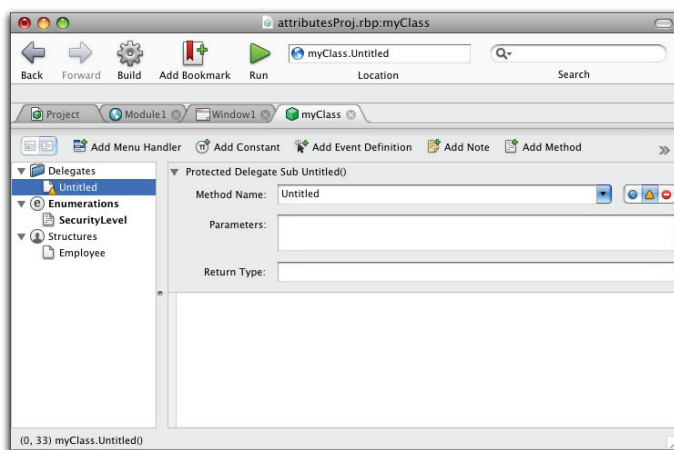 attributesProj.rbp:myClass
myClass.Untitled
Back Forward Build Add Bookmark Run Location Search
Project Module1 Window1 myClass
Add Menu Handler Add Constant Add Event Definition Add Note Add Method
Delegates
Untitled
Enumerations
SecurityLevel
Structures
Employee
Protected Delegate Sub Untitled()
Method Name: Untitled
Parameters:
Return Type:
(0, 33) myClass.Untitled()